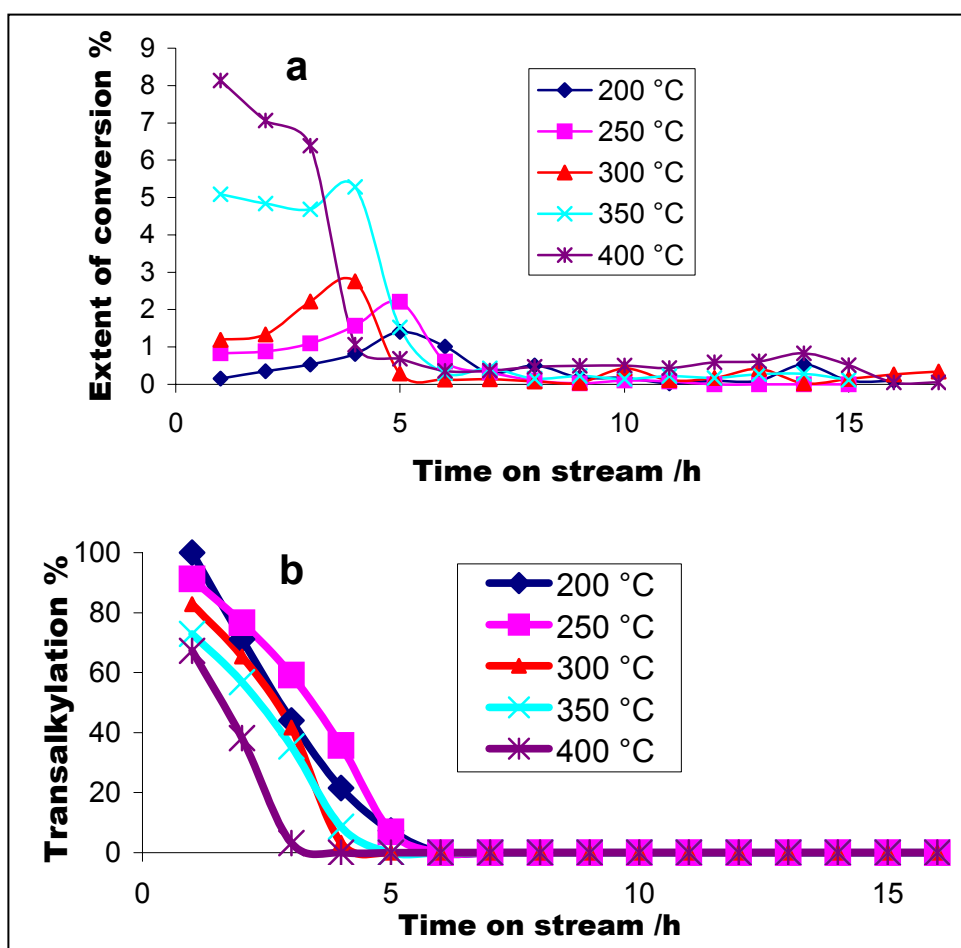 a
Extent of conversion %
9
8
7
6
5
4
3
2
1
0
0
5
10
15
Time on stream /h
200 °C
250 °C
300 °C
350 °C
400 °C
b
Transalkylation %
100
80
60
40
20
0
0
5
10
15
Time on stream /h
200 °C
250 °C
300 °C
350 °C
400 °C